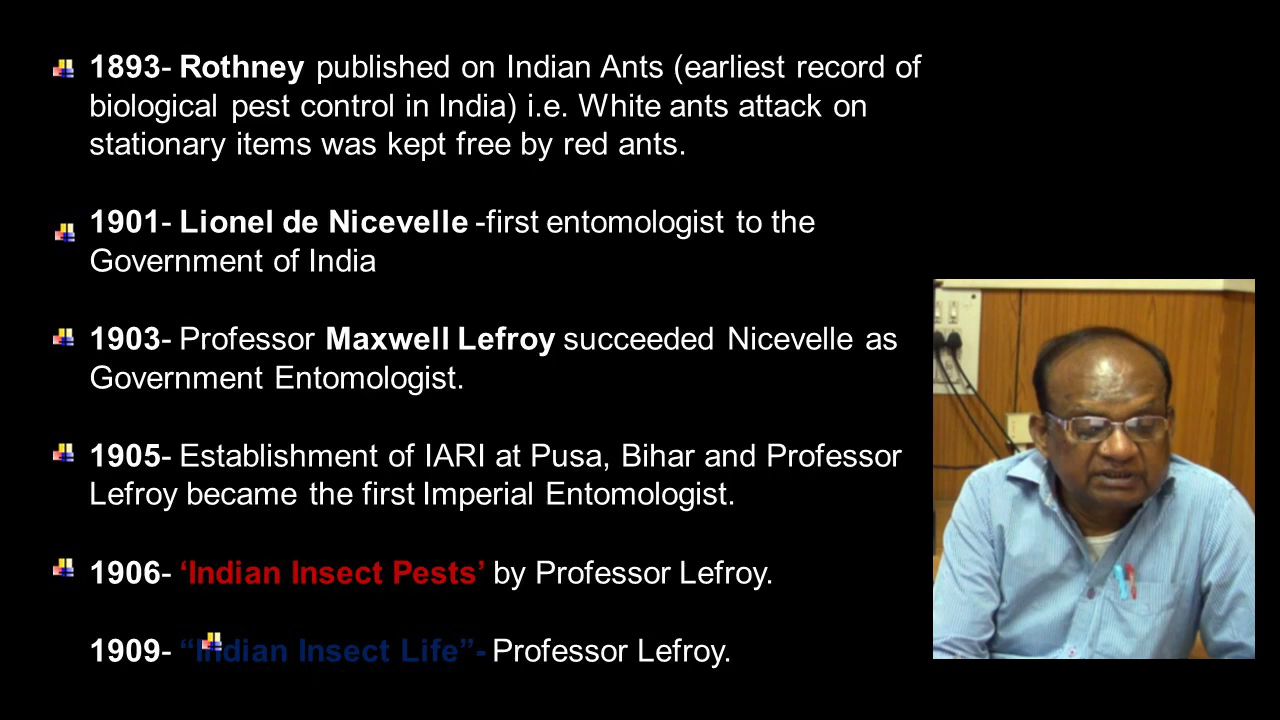 1893- Rothney published on Indian Ants (earliest record of
biological pest control in India) i.e. White ants attack on
stationary items was kept free by red ants.
1901- Lionel de Nicevelle -first entomologist to the
Government of India
1903- Professor Maxwell Lefroy succeeded Nicevelle as
Government Entomologist.
1905- Establishment of IARI at Pusa, Bihar and Professor
Lefroy became the first Imperial Entomologist.
1906- ‘Indian Insect Pests’ by Professor Lefroy.
1909- “Indian Insect Life”- Professor Lefroy.